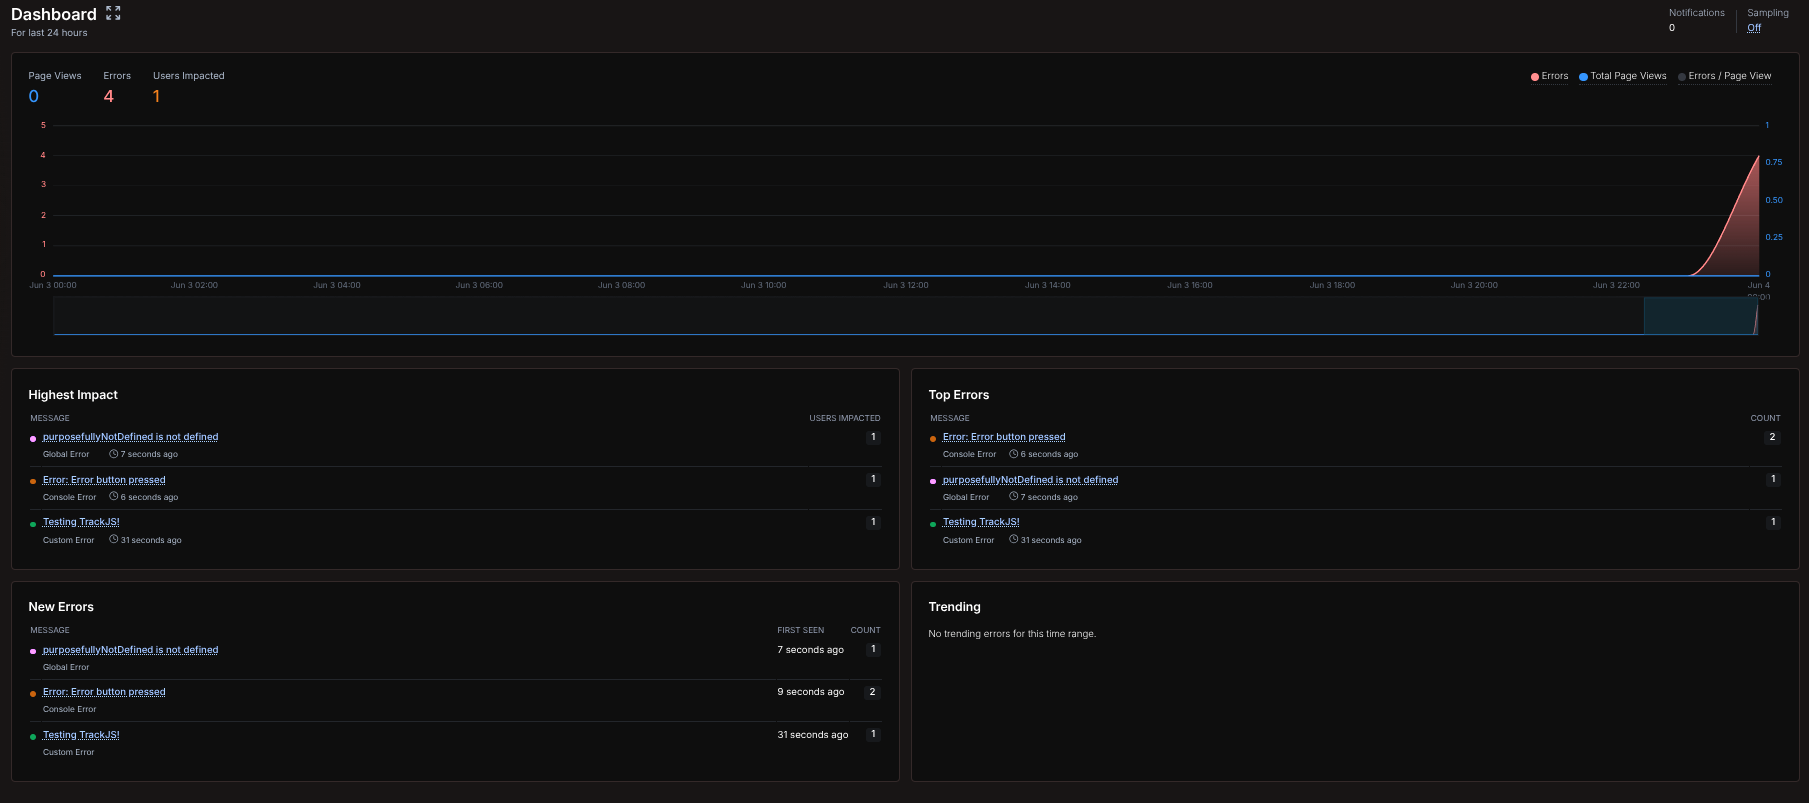 Dashboard
For last 24 hours
Notifications
0
Sampling
Off
Page Views
0
Errors
4
Users Impacted
1
Errors
Total Page Views
Errors / Page View
5
4
3
2
1
0
1
0.75
0.50
0.25
0
Jun 3 00:00
Jun 3 02:00
Jun 3 04:00
Jun 3 06:00
Jun 3 08:00
Jun 3 10:00
Jun 3 12:00
Jun 3 14:00
Jun 3 16:00
Jun 3 18:00
Jun 3 20:00
Jun 3 22:00
Jun 4
00:00
Highest Impact
MESSAGE USERS IMPACTED
purposefullyNotDefined is not defined 1
Global Error 7 seconds ago
Error: Error button pressed 1
Console Error 6 seconds ago
Testing TrackJS! 1
Custom Error 31 seconds ago
Top Errors
MESSAGE COUNT
Error: Error button pressed 2
Console Error 6 seconds ago
purposefullyNotDefined is not defined 1
Global Error 7 seconds ago
Testing TrackJS! 1
Custom Error 31 seconds ago
New Errors
MESSAGE FIRST SEEN COUNT
purposefullyNotDefined is not defined 7 seconds ago 1
Global Error
Error: Error button pressed 9 seconds ago 2
Console Error
Testing TrackJS! 31 seconds ago 1
Custom Error
Trending
No trending errors for this time range.